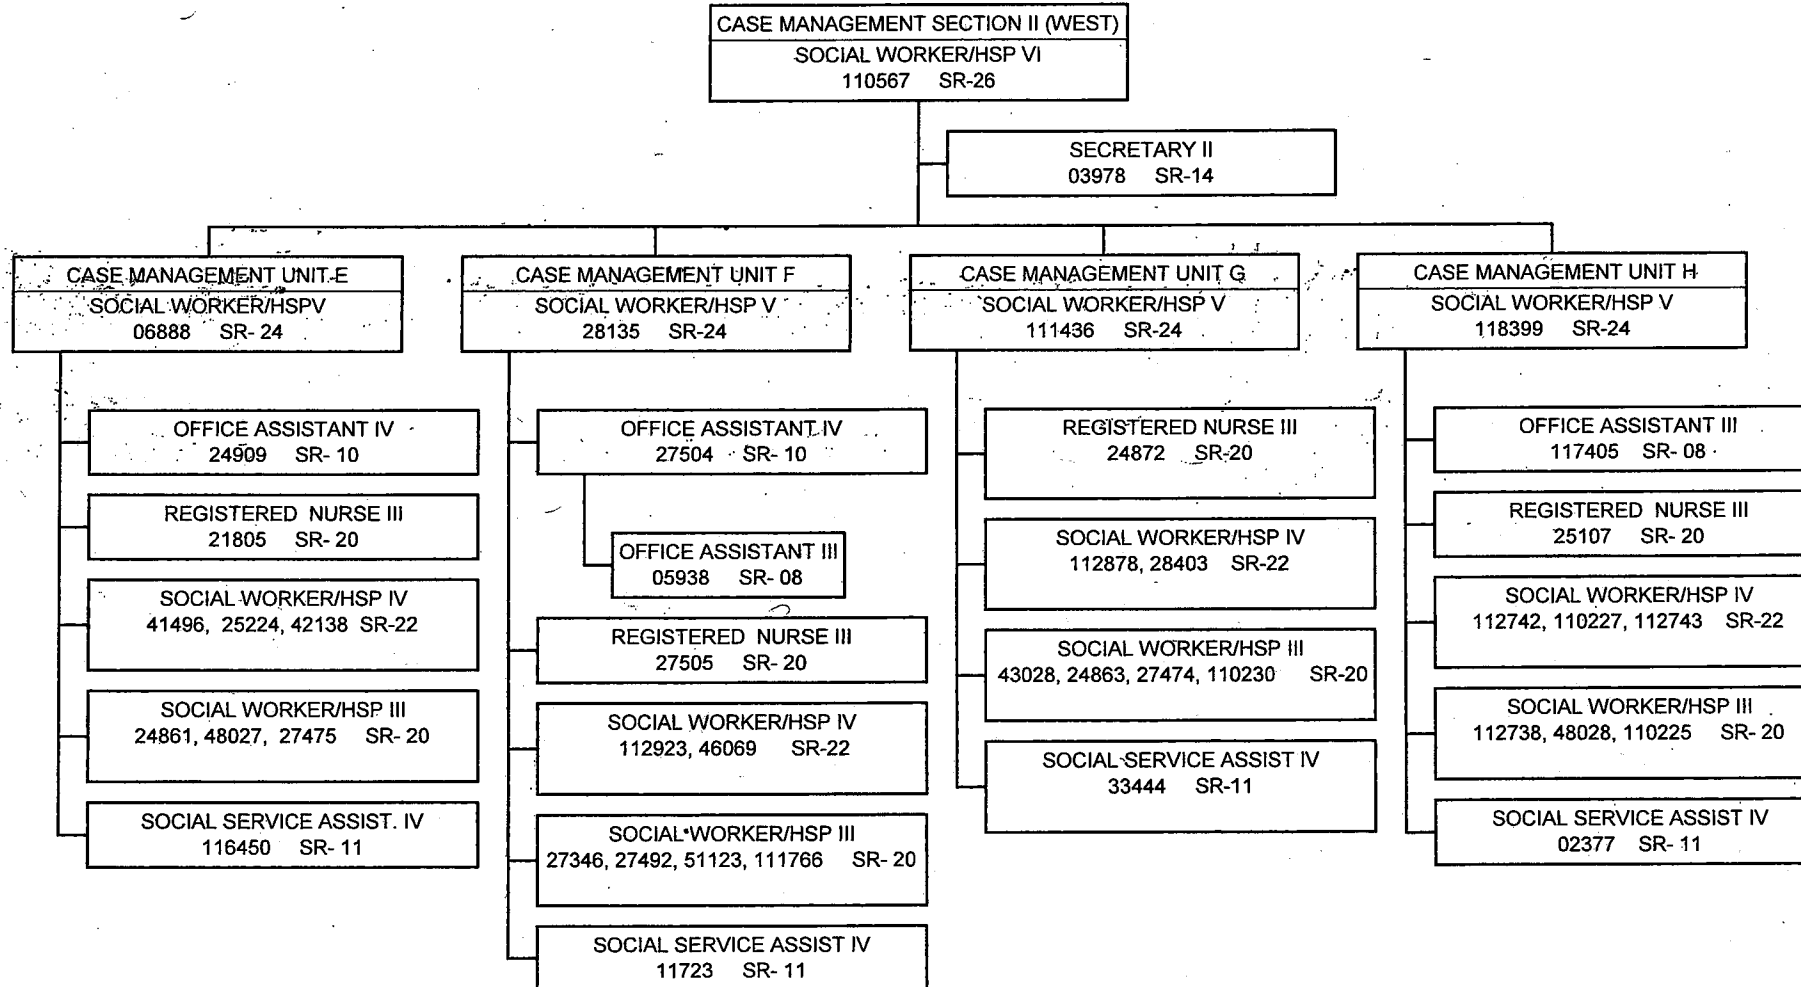 CASE MANAGEMENT SECTION II (WEST)
SOCIAL WORKER/HSP VI
110567 SR-26
SECRETARY II
03978 SR-14
CASE MANAGEMENT UNIT E
SOCIAL WORKER/HSPV
06888 SR- 24
OFFICE ASSISTANT IV
24909 SR- 10
REGISTERED NURSE III
21805 SR- 20
SOCIAL WORKER/HSP IV
41496, 25224, 42138 SR-22
SOCIAL WORKER/HSP III
24861, 48027, 27475 SR- 20
SOCIAL SERVICE ASSIST. IV
116450 SR- 11
CASE MANAGEMENT UNIT F
SOCIAL WORKER/HSP V
28135 SR-24
OFFICE ASSISTANT IV
27504 SR- 10
OFFICE ASSISTANT III
05938 SR- 08
REGISTERED NURSE III
27505 SR- 20
SOCIAL WORKER/HSP IV
112923, 46069 SR-22
SOCIAL WORKER/HSP III
27346, 27492, 51123, 111766 SR- 20
SOCIAL SERVICE ASSIST IV
11723 SR- 11
CASE MANAGEMENT UNIT G
SOCIAL WORKER/HSP V
111436 SR-24
REGISTERED NURSE III
24872 SR-20
SOCIAL WORKER/HSP IV
112878, 28403 SR-22
SOCIAL WORKER/HSP III
43028, 24863, 27474, 110230 SR-20
SOCIAL SERVICE ASSIST IV
33444 SR-11
CASE MANAGEMENT UNIT H
SOCIAL WORKER/HSP V
118399 SR-24
OFFICE ASSISTANT III
117405 SR- 08
REGISTERED NURSE III
25107 SR- 20
SOCIAL WORKER/HSP IV
112742, 110227, 112743 SR-22
SOCIAL WORKER/HSP III
112738, 48028, 110225 SR- 20
SOCIAL SERVICE ASSIST IV
02377 SR- 11